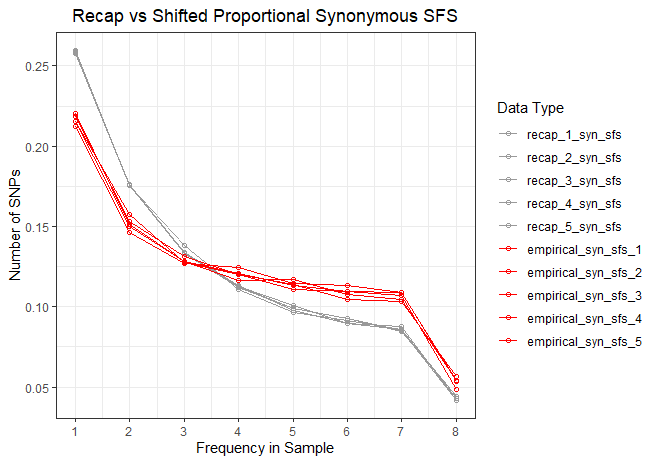 Recap vs Shifted Proportional Synonymous SFS
Number of SNPs
0.25
0.20
0.15
0.10
0.05
1 2 3 4 5 6 7 8
Frequency in Sample
Data Type
recap_1_syn_sfs
recap_2_syn_sfs
recap_3_syn_sfs
recap_4_syn_sfs
recap_5_syn_sfs
empirical_syn_sfs_1
empirical_syn_sfs_2
empirical_syn_sfs_3
empirical_syn_sfs_4
empirical_syn_sfs_5